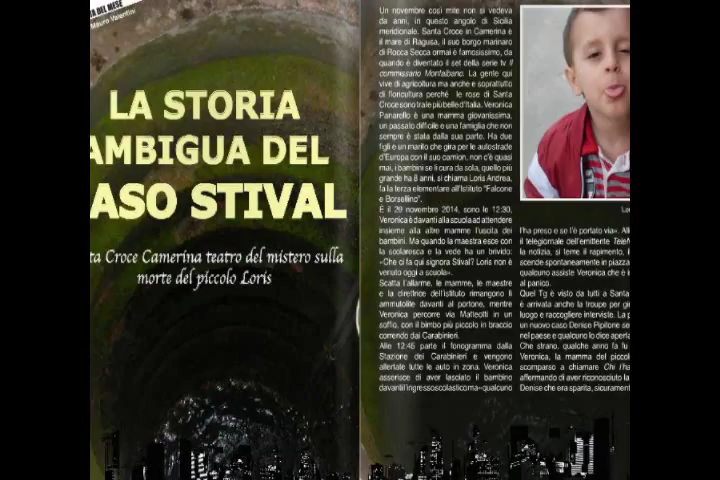 DEL MESE
Mauro Valentini
LA STORIA
AMBIGUA DEL
ASO STIVAL
ta Croce Camerina teatro del mistero sulla
morte del piccolo Loris
Un novembre così mite non si vedeva
da anni, in questo angolo di Sicilia
meridionale. Santa Croce in Camerina è
il mare di Ragusa, il suo borgo marinaro
di Rocca Secca ormai è famosissimo, da
quando è diventato il set della serie tv Il
commissario Montalbano. La gente qui
vive di agricoltura ma anche e soprattutto
di floricultura perché le rose di Santa
Croce sono tra le più belle d'Italia. Veronica
Panarello è una mamma giovanissima,
un passato difficile e una famiglia che non
sempre è stata dalla sua parte. Ha due
figli e un marito che gira per le autostrade
d'Europa con il suo camion, non c'è quasi
mai, i bambini se li cura da sola, quello più
grande ha 8 anni, si chiama Loris Andrea,
fa la terza elementare all'Istituto "Falcone
e Borsellino".
È il 29 novembre 2014, sono le 12:30,
Veronica è davanti alla scuola ad attendere
insieme alla altre mamme l'uscita dei
bambini. Ma quando la maestra esce con
la scolaresca e la vede ha un brivido:
«Che ci fa qui signora Stival? Loris non è
venuto oggi a scuola».
Scatta l'allarme, le mamme, le maestre
e la direttrice dell'istituto rimangono lì
ammutolite davanti al portone, mentre
Veronica percorre via Matteotti in un
soffio, con il bimbo più piccolo in braccio
correndo dai Carabinieri.
Alle 12:45 parte il fonogramma dalla
Stazione dei Carabinieri e vengono
allertate tutte le auto in zona. Veronica
asserisce di aver lasciato il bambino
davanti l'ingresso scolastico ma «qualcuno
l'ha preso e se l'è portato via». All
il telegiornale dell'emittente
la notizia, si teme il rapimento, l
scende spontaneamente in piazza
qualcuno assiste Veronica che è
al panico.
Quel Tg è visto da tutti a Santa
è arrivata anche la troupe per gir
luogo e raccogliere interviste. La
un nuovo caso Denise Pipitone se
nel paese e qualcuno lo dice aperta
Che strano, qualche anno fa fu
Veronica, la mamma del piccol
scomparso a chiamare Chi l'ha
affermando di aver riconosciuto la
Denise che era sparita, sicurament